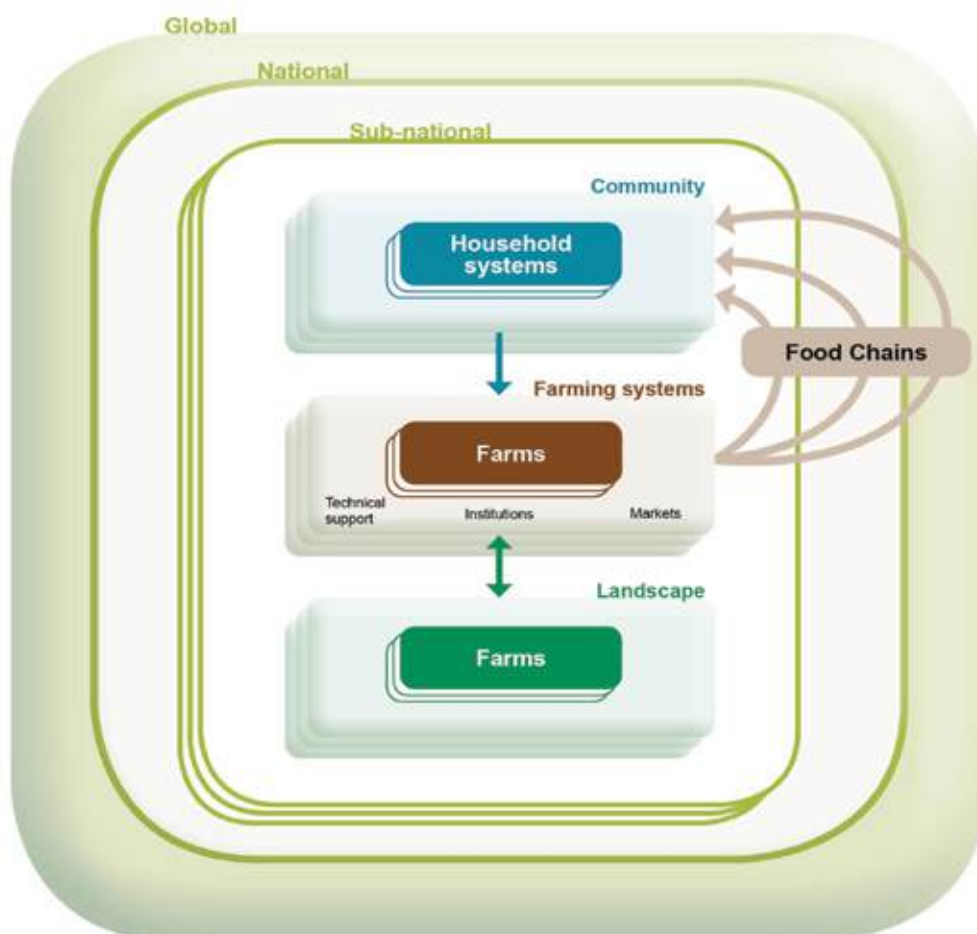 Global
National
Sub-national
Community
Household
systems
Food Chains
Farming systems
Farms
Technical
support
Institutions
Markets
Landscape
Farms